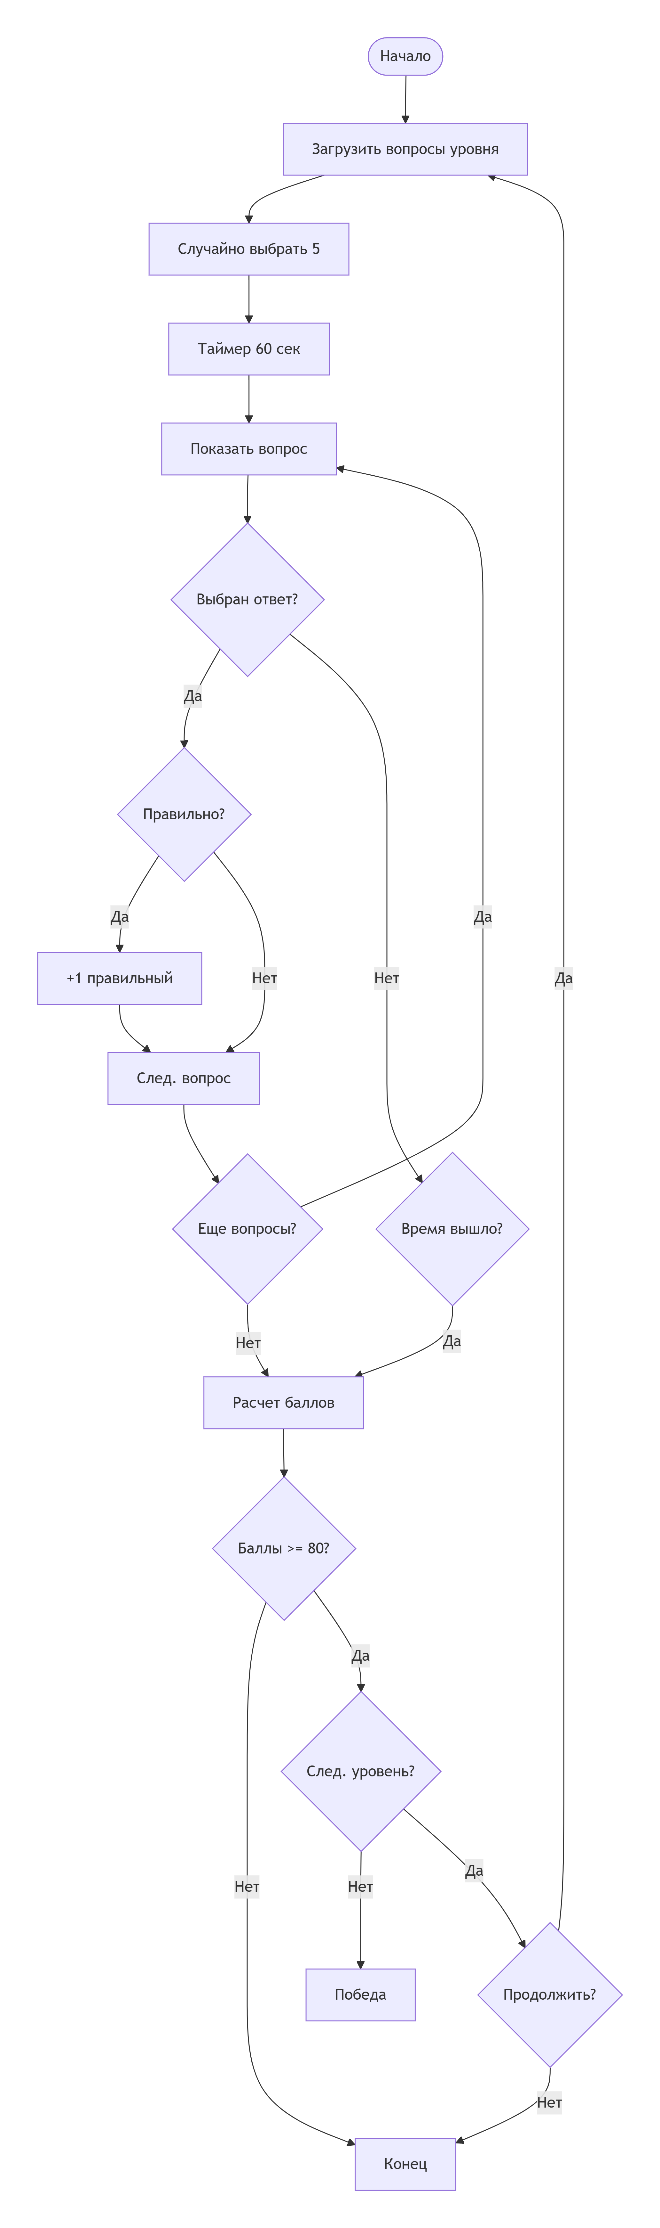 Начало
Загрузить вопросы уровня
Случайно выбрать 5
Таймер 60 сек
Показать вопрос
Выбран ответ?
Да
Правильно?
Да
Да
+1 правильный
Нет
Нет
Да
След. вопрос
Еще вопросы?
Время вышло?
Нет
Да
Расчет баллов
Баллы >= 80?
Да
След. уровень?
Да
Нет
Нет
Победа
Продолжить?
Нет
Конец